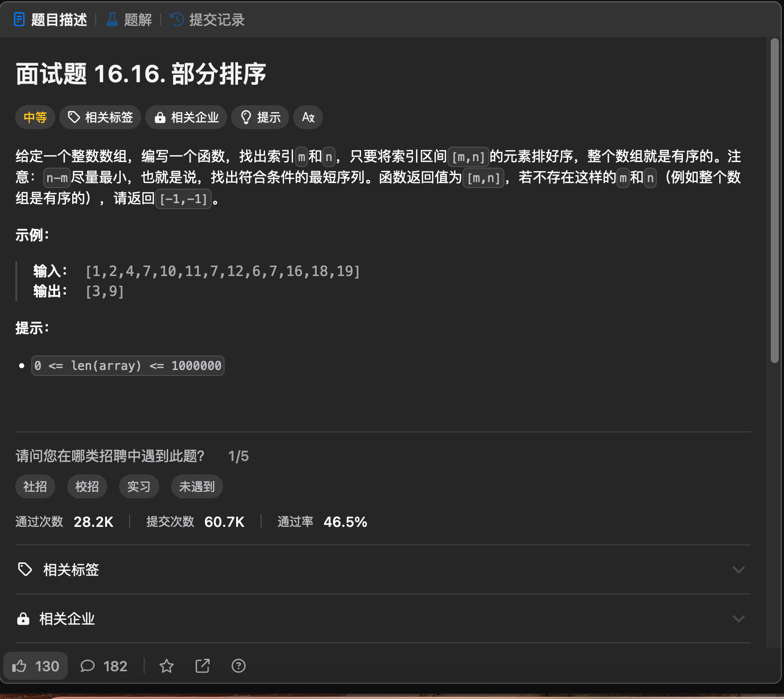 题目描述 题解 提交记录
面试题 16.16. 部分排序
中等 相关标签 相关企业 提示
给定一个整数数组，编写一个函数，找出索引m和n，只要将索引区间[m,n]的元素排好序，整个数组就是有序的。注
意：n-m尽量最小，也就是说，找出符合条件的最短序列。函数返回值为[m,n]，若不存在这样的m和n（例如整个数
组是有序的），请返回[-1,-1]。
示例：
输入： [1,2,4,7,10,11,7,12,6,7,16,18,19]
输出： [3,9]
提示：
0 <= len(array) <= 1000000
请问您在哪类招聘中遇到此题？ 1/5
社招 校招 实习 未遇到
通过次数 28.2K 提交次数 60.7K 通过率 46.5%
相关标签
相关企业
130 182